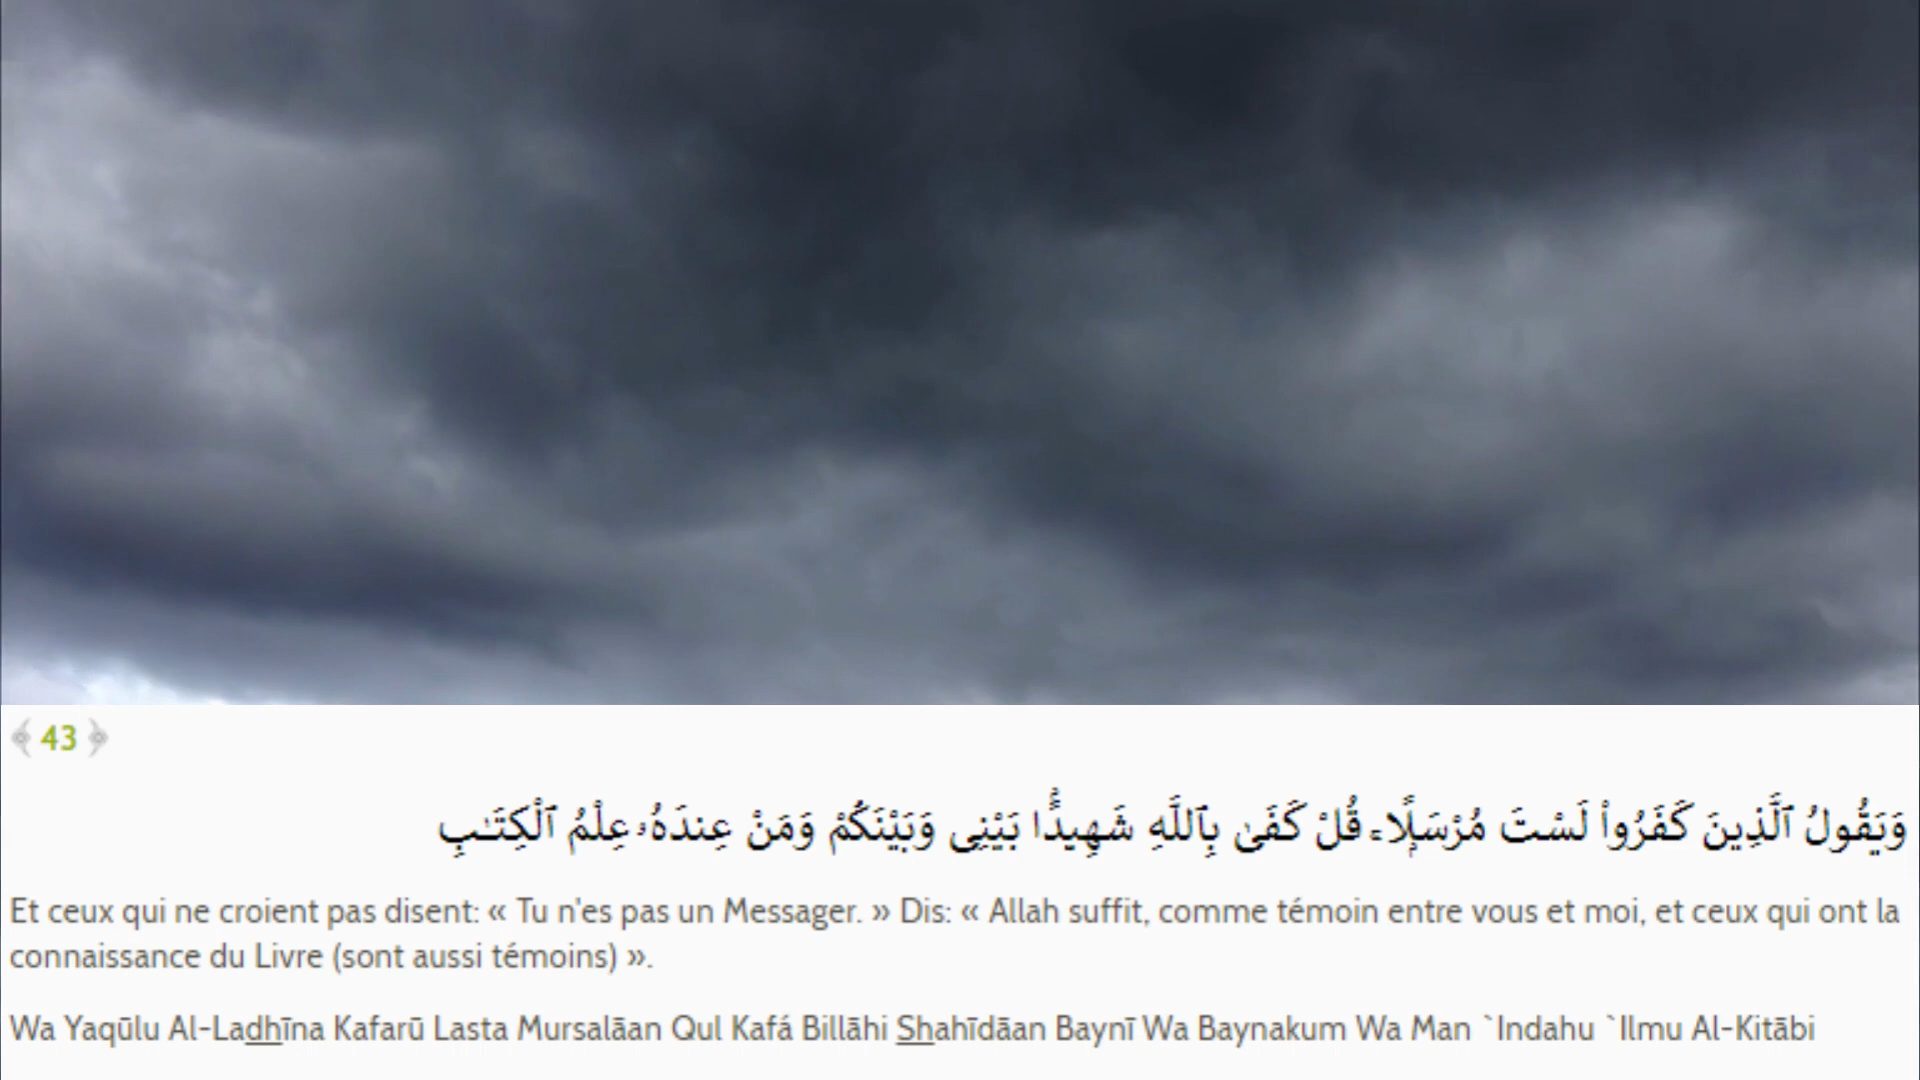 ﴾ 43 ﴿
وَيَقُولُ ٱلَّذِينَ كَفَرُواْ لَسْتَ مُرْسَلًا ۚ قُلْ كَفَىٰ بِٱللَّهِ شَهِيدًۢا بَيْنِى وَبَيْنَكُمْ وَمَنْ عِندَهُۥ عِلْمُ ٱلْكِتَـٰبِ
Et ceux qui ne croient pas disent: « Tu n'es pas un Messager. » Dis: « Allah suffit, comme témoin entre vous et moi, et ceux qui ont la
connaissance du Livre (sont aussi témoins) ».
Wa Yaqūlu Al-Ladhīna Kafarū Lasta Mursalāan Qul Kafá Billāhi Shahīdāan Baynī Wa Baynakum Wa Man `Indahu `Ilmu Al-Kitābi